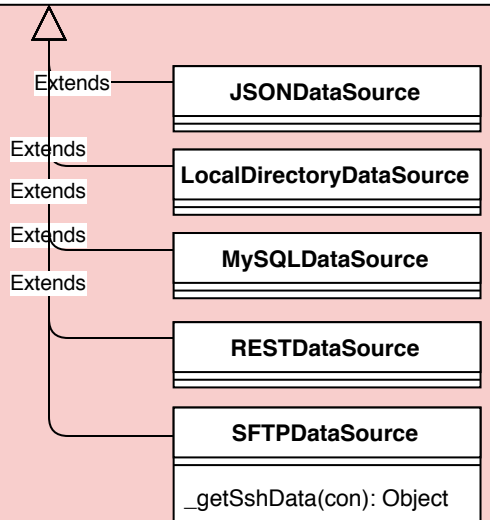 Extends
JSONDataSource
Extends
LocalDirectoryDataSource
Extends
Extends
MySQLDataSource
Extends
RESTDataSource
SFTPDataSource
_getSshData(con): Object